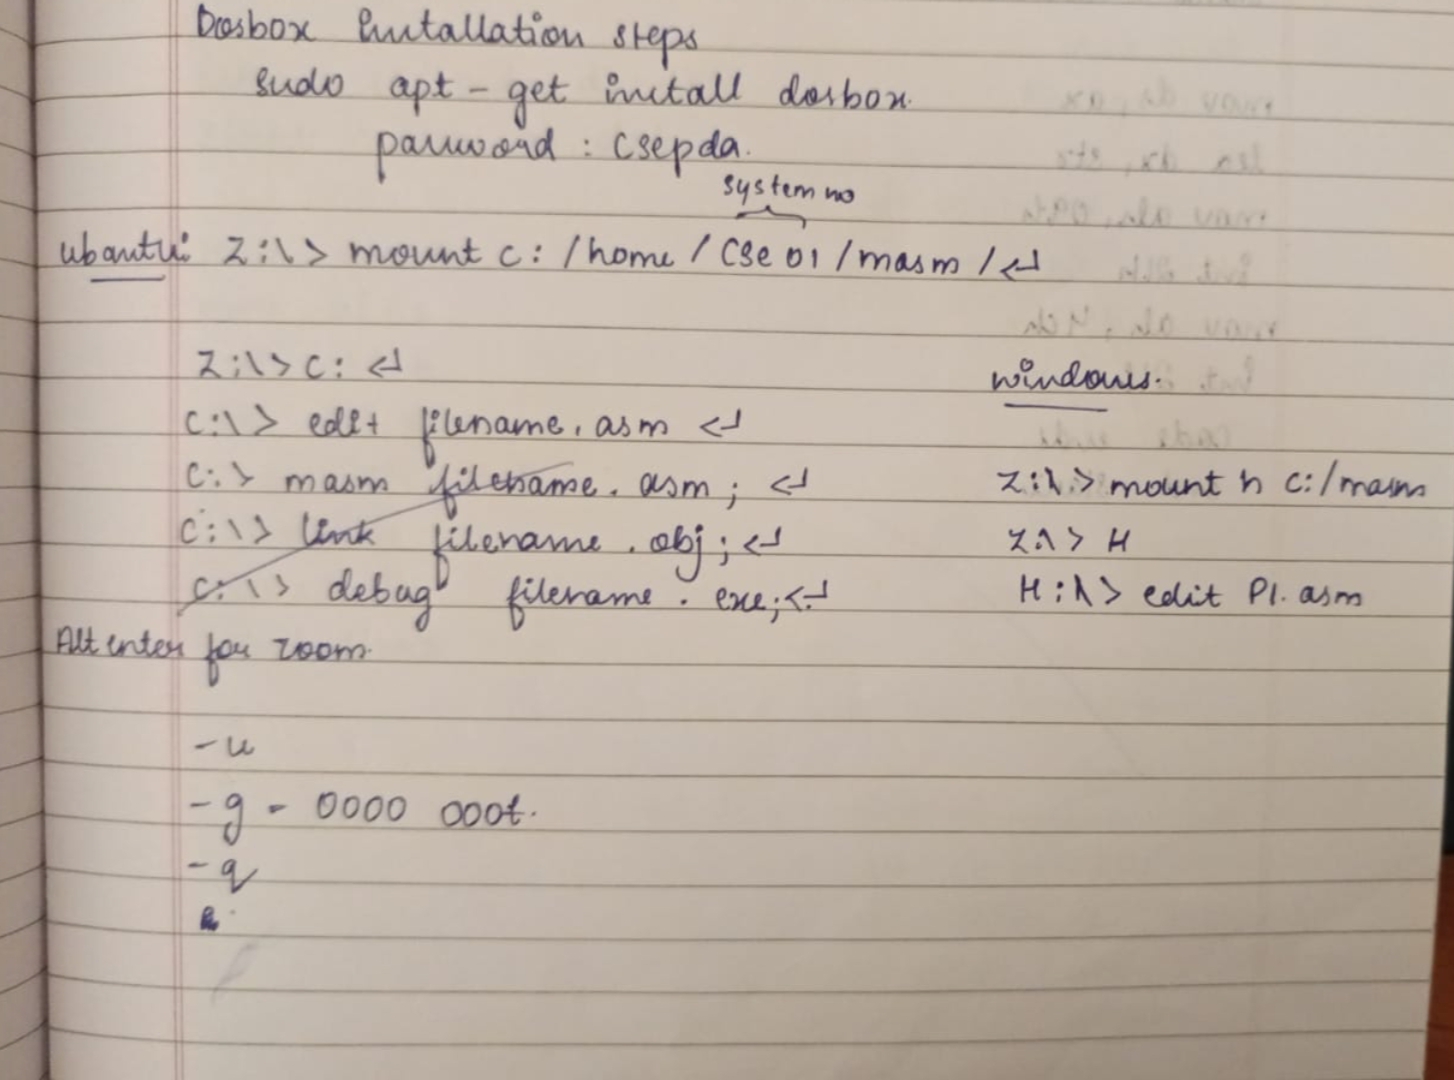 Dosbox Installation steps
sudo apt-get install dosbox.
password : csepda.
system no
ubantu: Z:\> mount c: /home / CSe 01 / masm / ↵
Z:\> C: ↵
C:\> edit filename. asm ↵
C:> masm filename. asm ; ↵
C:\> link filename . obj ; ↵
C:\> debug filename . exe; ↵
Alt enter for zoom.
-u
-g - 0000
-q
windows.
Z:\> mount h c:/masm
Z:\> H
H:\> edit P1. asm